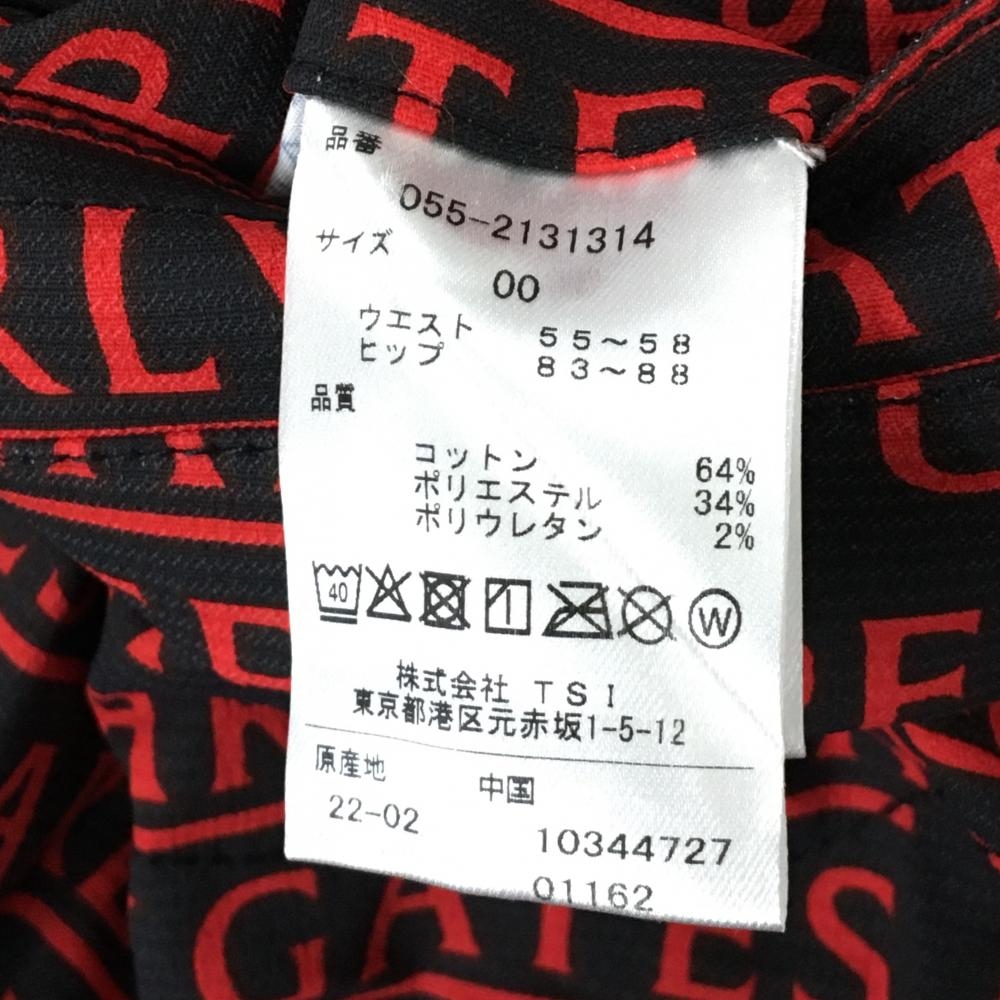 品番
055-2131314
サイズ
00
ウエスト 55～58
ヒップ 83～88
品質
コットン 64%
ポリエステル 34%
ポリウレタン 2%
40
W
株式会社 TSI
東京都港区元赤坂1-5-12
原産地 中国
22-02
10344727
01162
GATES